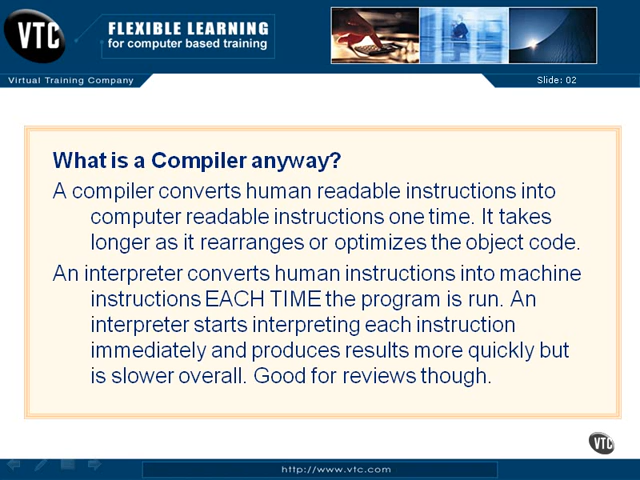 VTC
FLEXIBLE LEARNING
for computer based training
Virtual Training Company
Slide: 02
What is a Compiler anyway?
A compiler converts human readable instructions into
computer readable instructions one time. It takes
longer as it rearranges or optimizes the object code.
An interpreter converts human instructions into machine
instructions EACH TIME the program is run. An
interpreter starts interpreting each instruction
immediately and produces results more quickly but
is slower overall. Good for reviews though.
VTC
http://www.vtc.com